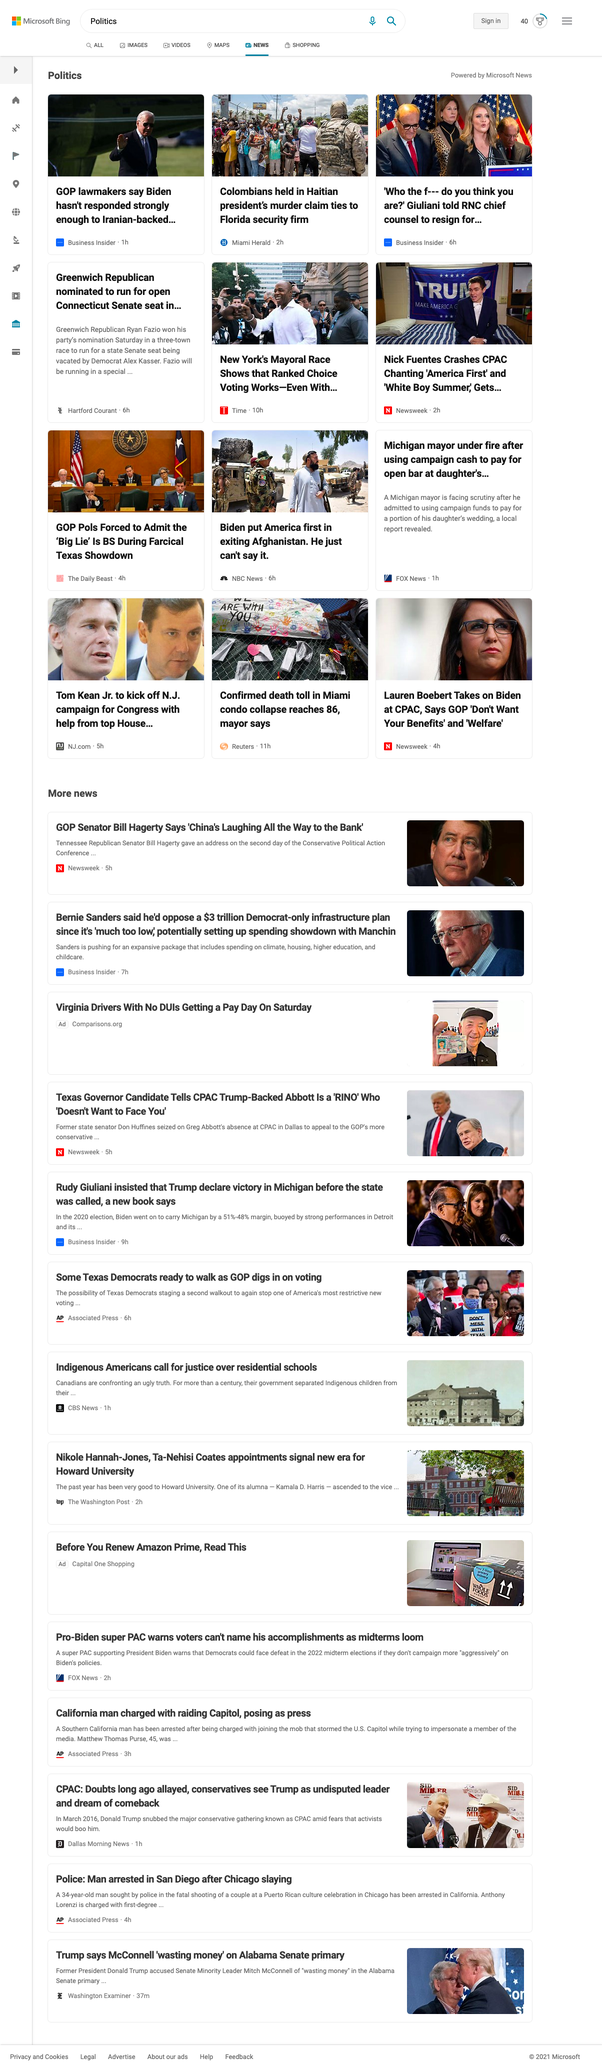 Microsoft Bing
Politics
Sign in
40
ALL
IMAGES
VIDEOS
MAPS
NEWS
SHOPPING
Politics
Powered by Microsoft News
GOP lawmakers say Biden
hasn't responded strongly
enough to Iranian-backed...
Business Insider · 1h
Colombians held in Haitian
president's murder claim ties to
Florida security firm
Miami Herald · 2h
'Who the f--- do you think you
are?' Giuliani told RNC chief
counsel to resign for...
Business Insider · 6h
Greenwich Republican
nominated to run for open
Connecticut Senate seat in...
Greenwich Republican Ryan Fazio won his
party's nomination Saturday in a three-town
race to run for a state Senate seat being
vacated by Democrat Alex Kasser. Fazio will
be running in a special ...
Hartford Courant · 6h
New York's Mayoral Race
Shows that Ranked Choice
Voting Works—Even With...
Time · 10h
TRUMP
MAKE AMERICA
Nick Fuentes Crashes CPAC
Chanting 'America First' and
'White Boy Summer,' Gets...
Newsweek · 2h
GOP Pols Forced to Admit the
'Big Lie' Is BS During Farcical
Texas Showdown
The Daily Beast · 4h
Biden put America first in
exiting Afghanistan. He just
can't say it.
NBC News · 6h
Michigan mayor under fire after
using campaign cash to pay for
open bar at daughter's...
A Michigan mayor is facing scrutiny after he
admitted to using campaign funds to pay for
a portion of his daughter's wedding, a local
report revealed.
FOX News · 1h
Tom Kean Jr. to kick off N.J.
campaign for Congress with
help from top House...
NJ.com · 5h
WE ARE WITH
YOU
Confirmed death toll in Miami
condo collapse reaches 86,
mayor says
Reuters · 11h
Lauren Boebert Takes on Biden
at CPAC, Says GOP 'Don't Want
Your Benefits' and 'Welfare'
Newsweek · 4h
More news
GOP Senator Bill Hagerty Says 'China's Laughing All the Way to the Bank'
Tennessee Republican Senator Bill Hagerty gave an address on the second day of the Conservative Political Action
Conference ...
Newsweek · 5h
Bernie Sanders said he'd oppose a $3 trillion Democrat-only infrastructure plan
since it's 'much too low,' potentially setting up spending showdown with Manchin
Sanders is pushing for an expansive package that includes spending on climate, housing, higher education, and
childcare.
Business Insider · 7h
Virginia Drivers With No DUIs Getting a Pay Day On Saturday
Ad Comparisons.org
Texas Governor Candidate Tells CPAC Trump-Backed Abbott Is a 'RINO' Who
'Doesn't Want to Face You'
Former state senator Don Huffines seized on Greg Abbott's absence at CPAC in Dallas to appeal to the GOP's more
conservative ...
Newsweek · 5h
Rudy Giuliani insisted that Trump declare victory in Michigan before the state
was called, a new book says
In the 2020 election, Biden went on to carry Michigan by a 51%-48% margin, buoyed by strong performances in Detroit
and its ...
Business Insider · 9h
Some Texas Democrats ready to walk as GOP digs in on voting
The possibility of Texas Democrats staging a second walkout to again stop one of America's most restrictive new
voting ...
Associated Press · 6h
DON'T
MESS
WITH
TEXAS
Indigenous Americans call for justice over residential schools
Canadians are confronting an ugly truth. For more than a century, their government separated Indigenous children from
their ...
CBS News · 1h
Nikole Hannah-Jones, Ta-Nehisi Coates appointments signal new era for
Howard University
The past year has been very good to Howard University. One of its alumna — Kamala D. Harris — ascended to the vice ...
The Washington Post · 2h
Before You Renew Amazon Prime, Read This
Ad Capital One Shopping
WHOLE
FOODS
Pro-Biden super PAC warns voters can't name his accomplishments as midterms loom
A super PAC supporting President Biden warns that Democrats could face defeat in the 2022 midterm elections if they don't campaign more "aggressively" on
Biden's policies.
FOX News · 2h
California man charged with raiding Capitol, posing as press
A Southern California man has been arrested after being charged with joining the mob that stormed the U.S. Capitol while trying to impersonate a member of the
media. Matthew Thomas Purse, 45, was ...
Associated Press · 3h
CPAC: Doubts long ago allayed, conservatives see Trump as undisputed leader
and dream of comeback
In March 2016, Donald Trump snubbed the major conservative gathering known as CPAC amid fears that activists
would boo him.
Dallas Morning News · 1h
SID
MILLER
Police: Man arrested in San Diego after Chicago slaying
A 34-year-old man sought by police in the fatal shooting of a couple at a Puerto Rican culture celebration in Chicago has been arrested in California. Anthony
Lorenzi is charged with first-degree ...
Associated Press · 4h
Trump says McConnell 'wasting money' on Alabama Senate primary
Former President Donald Trump accused Senate Minority Leader Mitch McConnell of "wasting money" in the Alabama
Senate primary ...
Washington Examiner · 37m
Privacy and Cookies
Legal
Advertise
About our ads
Help
Feedback
© 2021 Microsoft